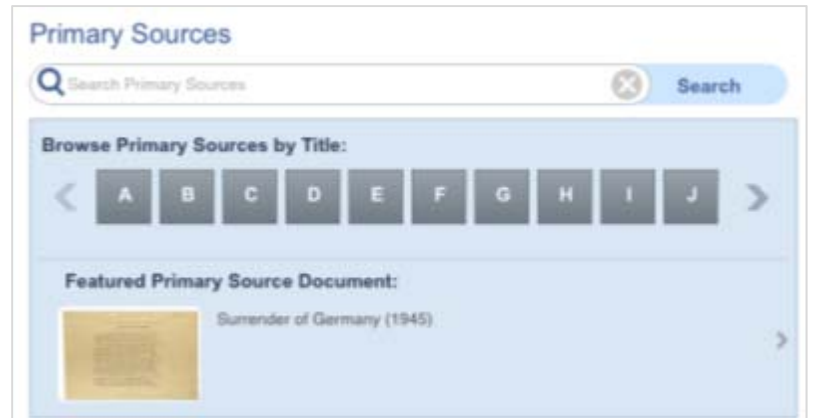 Primary Sources
Search Primary Sources Search
Browse Primary Sources by Title:
A B C D E F G H I J
Featured Primary Source Document:
Surrender of Germany (1945)